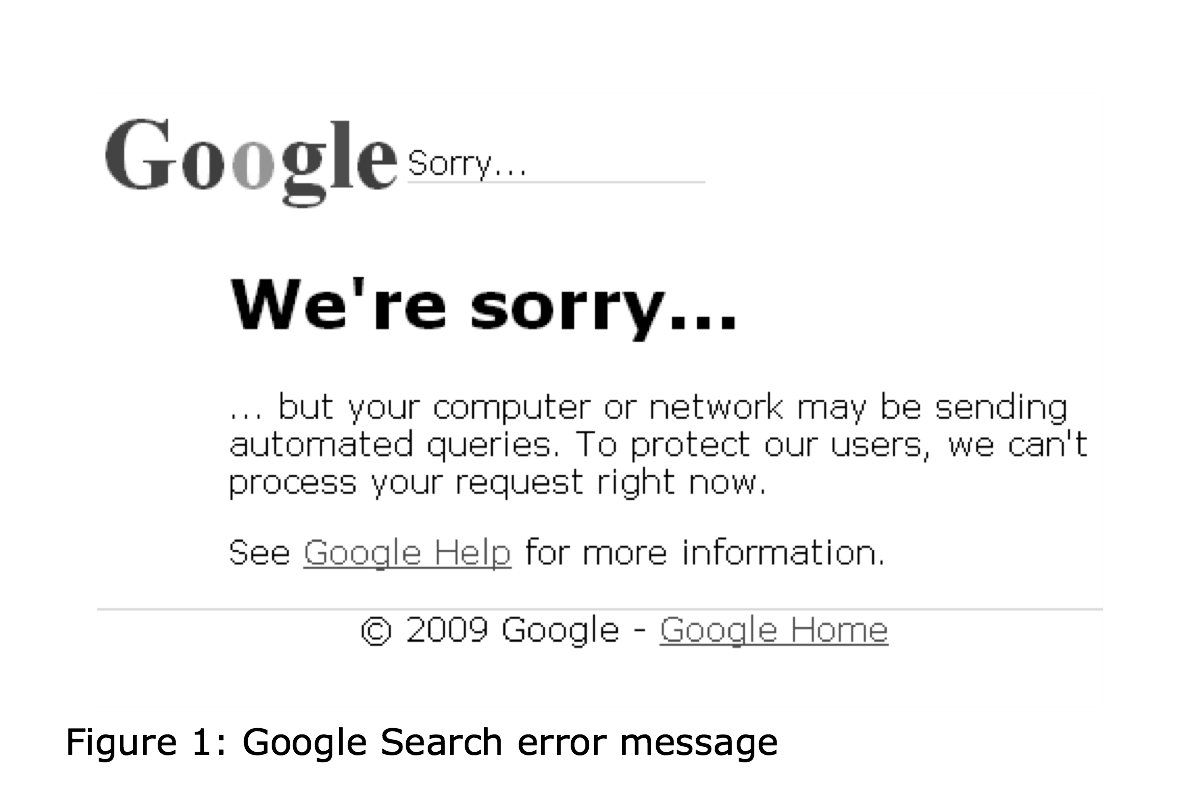 Google Sorry...
We're sorry...
... but your computer or network may be sending
automated queries. To protect our users, we can't
process your request right now.
See Google Help for more information.
© 2009 Google - Google Home
Figure 1: Google Search error message